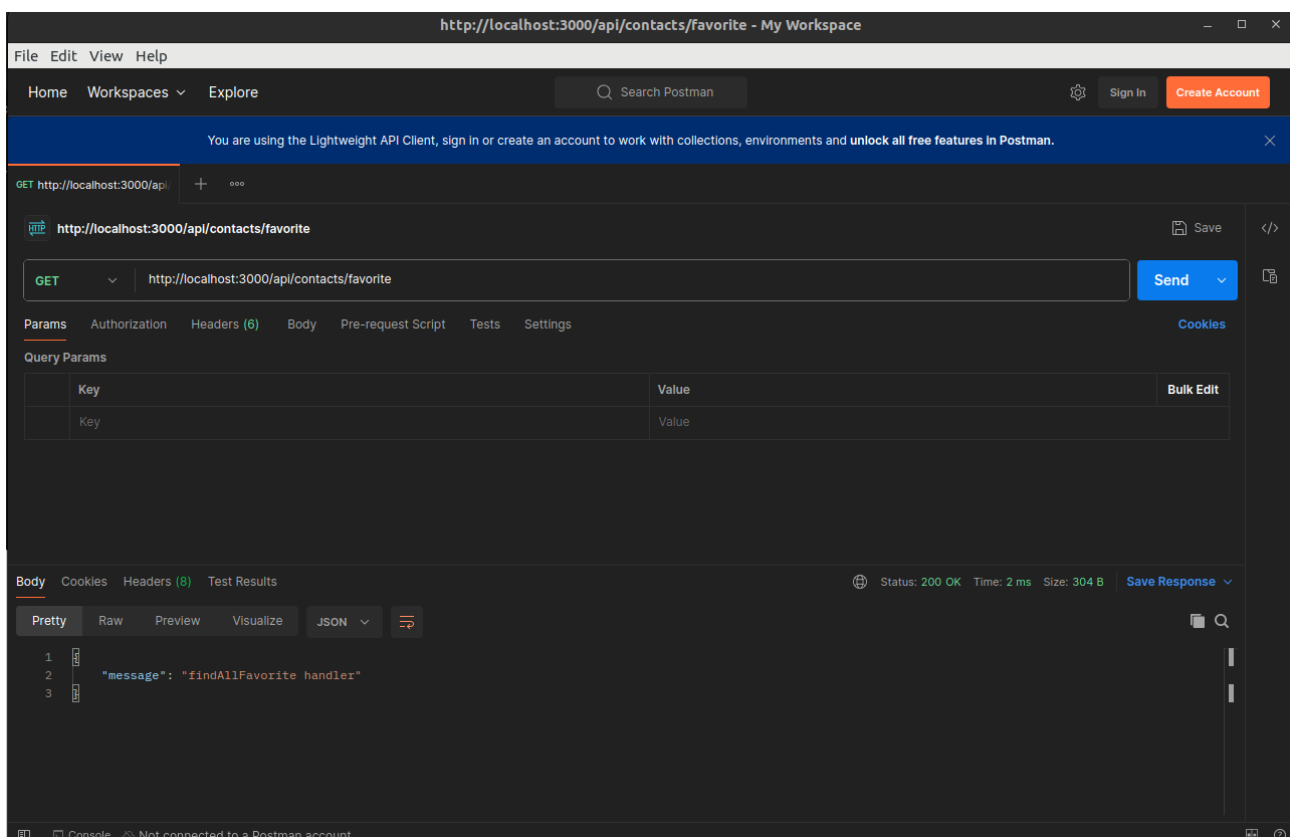 http://localhost:3000/api/contacts/favorite - My Workspace
File Edit View Help
Home Workspaces Explore Search Postman Sign In Create Account
You are using the Lightweight API Client, sign in or create an account to work with collections, environments and unlock all free features in Postman.
GET http://localhost:3000/api/
HTTP http://localhost:3000/api/contacts/favorite Save </>
GET http://localhost:3000/api/contacts/favorite Send
Params Authorization Headers (6) Body Pre-request Script Tests Settings Cookies
Query Params
Key Value Bulk Edit
Key Value
Body Cookies Headers (8) Test Results Status: 200 OK Time: 2 ms Size: 304 B Save Response
Pretty Raw Preview Visualize JSON
1 {
2 "message": "findAllFavorite handler"
3 }
Console Not connected to a Postman account